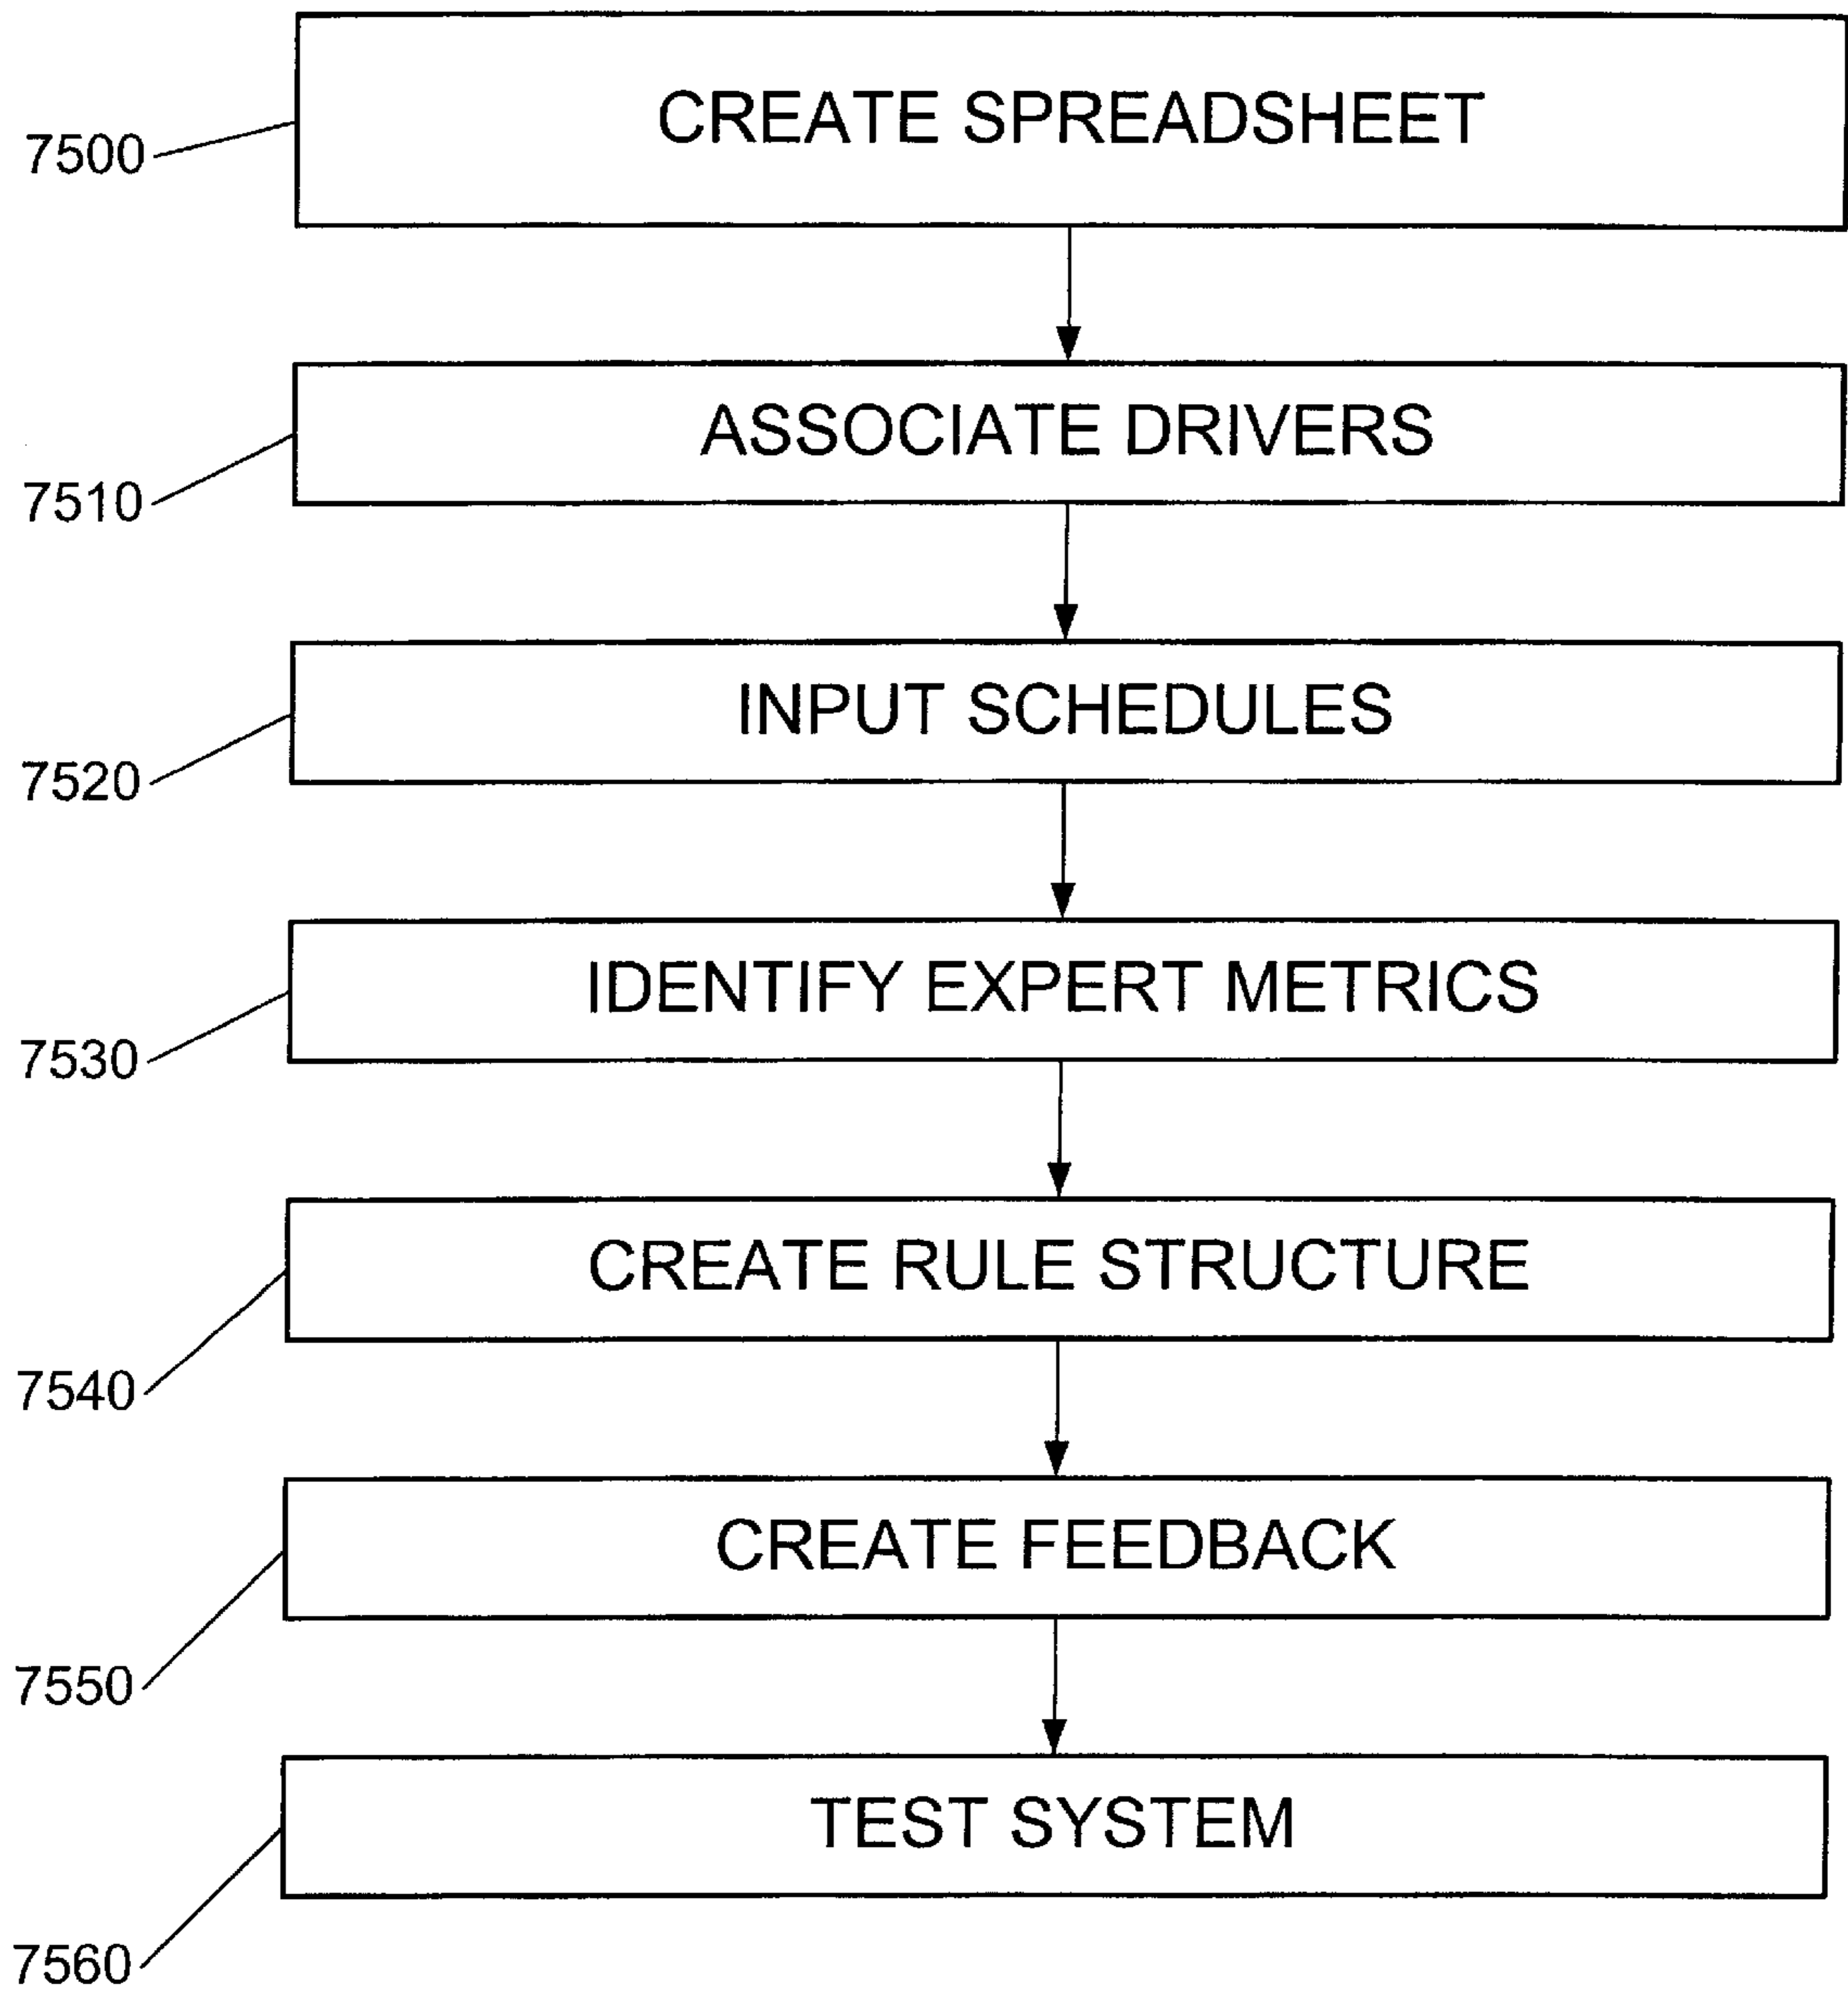 CREATE SPREADSHEET
7500
ASSOCIATE DRIVERS
7510
INPUT SCHEDULES
7520
IDENTIFY EXPERT METRICS
7530
CREATE RULE STRUCTURE
7540
CREATE FEEDBACK
7550
TEST SYSTEM
7560